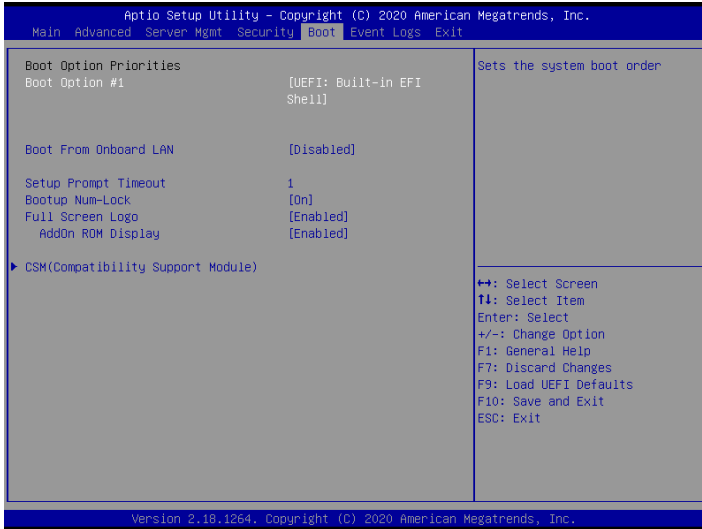 Aptio Setup Utility – Copyright (C) 2020 American Megatrends, Inc.
Main Advanced Server Mgmt Security Boot Event Logs Exit
Boot Option Priorities
Boot Option #1 [UEFI: Built-in EFI
Shell]
Boot From Onboard LAN [Disabled]
Setup Prompt Timeout 1
Bootup Num-Lock [On]
Full Screen Logo [Enabled]
AddOn ROM Display [Enabled]
CSM(Compatibility Support Module)
Sets the system boot order
↔: Select Screen
↑↓: Select Item
Enter: Select
+/-: Change Option
F1: General Help
F7: Discard Changes
F9: Load UEFI Defaults
F10: Save and Exit
ESC: Exit
Version 2.18.1264. Copyright (C) 2020 American Megatrends, Inc.